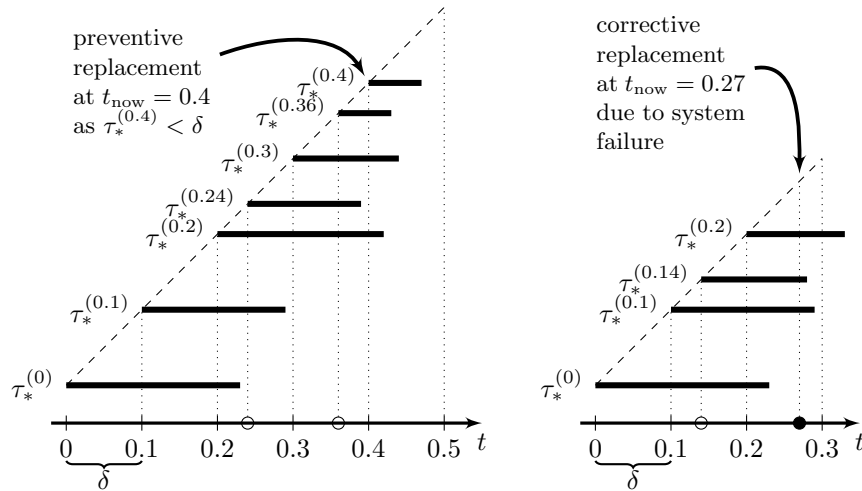 preventive
replacement
at t_now = 0.4
as τ_*^(0.4) < δ
τ_*^(0.4)
τ_*^(0.36)
τ_*^(0.3)
τ_*^(0.24)
τ_*^(0.2)
τ_*^(0.1)
τ_*^(0)
0 0.1 0.2 0.3 0.4 0.5 t
δ
corrective
replacement
at t_now = 0.27
due to system
failure
τ_*^(0.2)
τ_*^(0.14)
τ_*^(0.1)
τ_*^(0)
0 0.1 0.2 0.3 t
δ